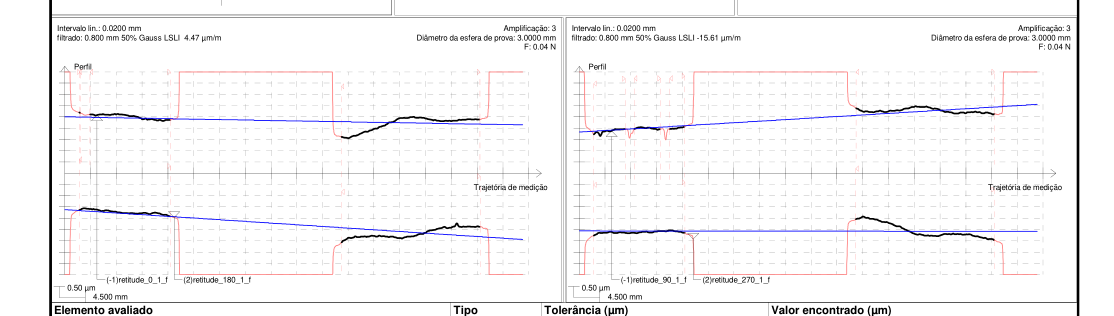 Intervalo lin.: 0.0200 mm
filtrado: 0.800 mm 50% Gauss LSLI  4.47 µm/m
Amplificação: 3
Diâmetro da esfera de prova: 3.0000 mm
F: 0.04 N
Perfil
Trajetória de medição
(-1)retitude_0_1_f
(2)retitude_180_1_f
0.50 µm
4.500 mm
Intervalo lin.: 0.0200 mm
filtrado: 0.800 mm 50% Gauss LSLI -15.61 µm/m
Amplificação: 3
Diâmetro da esfera de prova: 3.0000 mm
F: 0.04 N
Perfil
Trajetória de medição
(-1)retitude_90_1_f
(2)retitude_270_1_f
0.50 µm
4.500 mm
Elemento avaliado Tipo Tolerância (µm) Valor encontrado (µm)